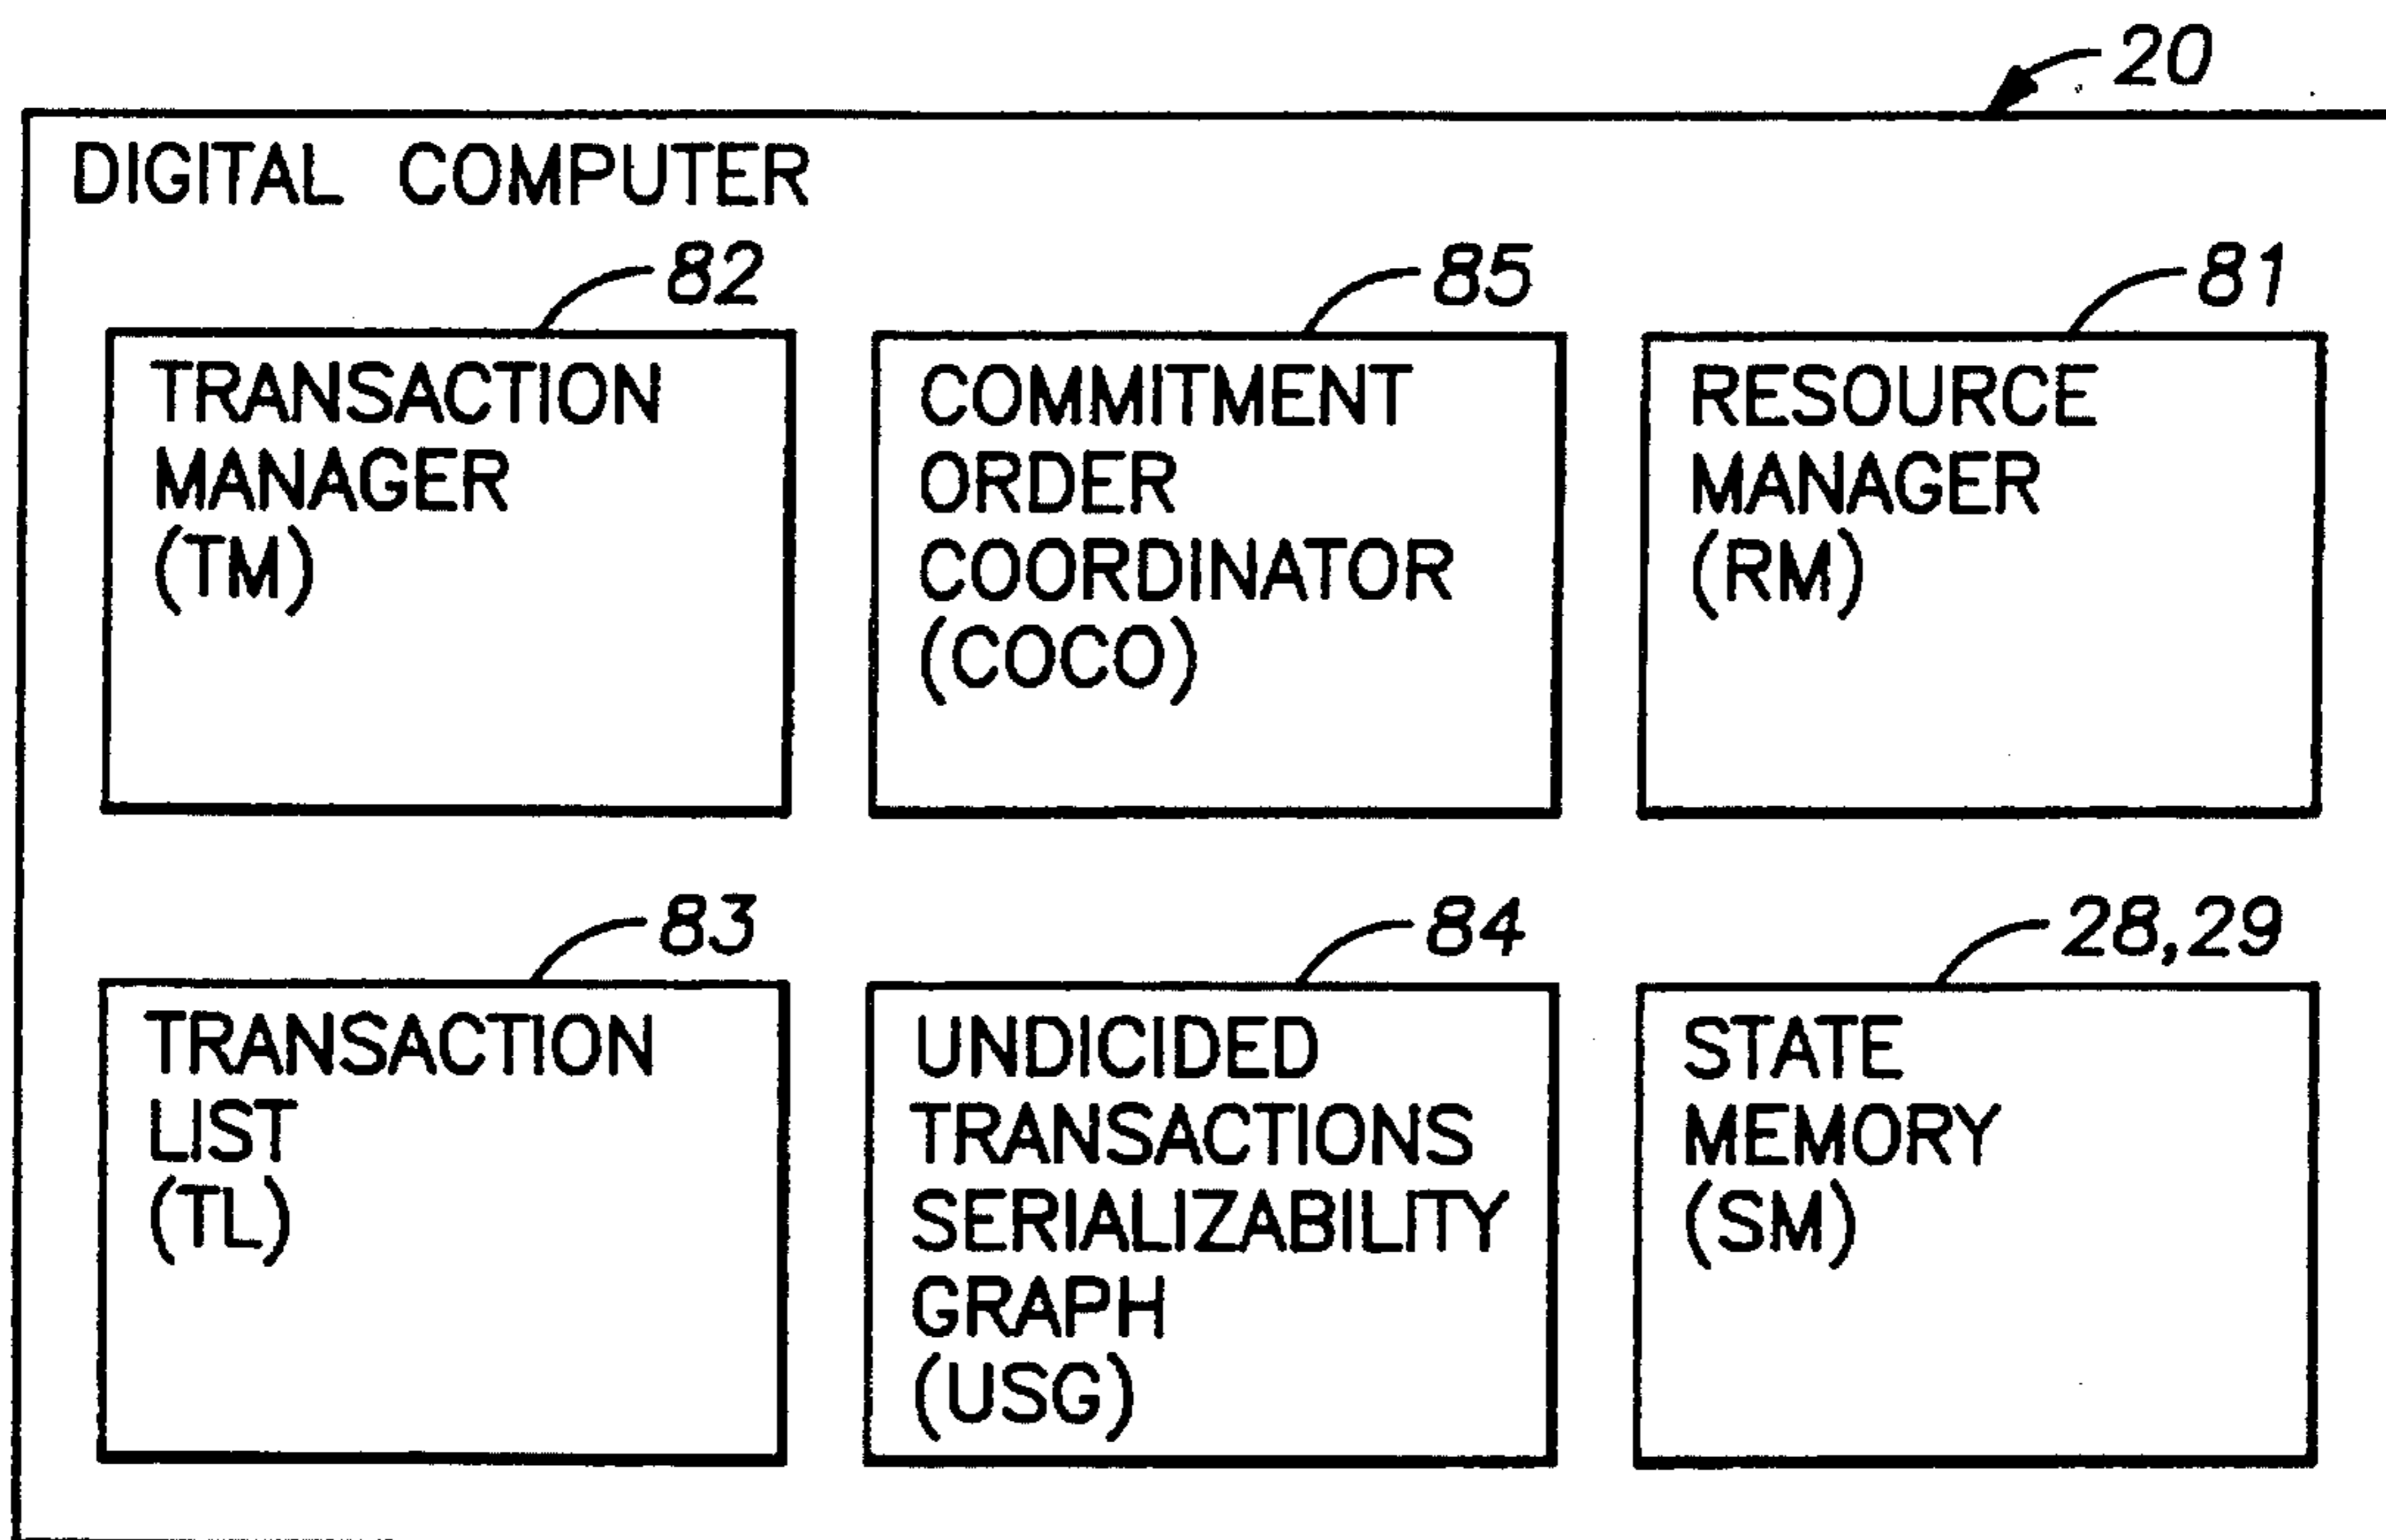 20
DIGITAL COMPUTER
82
85
81
TRANSACTION
MANAGER
(TM)
COMMITMENT
ORDER
COORDINATOR
(COCO)
RESOURCE
MANAGER
(RM)
83
84
28,29
TRANSACTION
LIST
(TL)
UNDICIDED
TRANSACTIONS
SERIALIZABILITY
GRAPH
(USG)
STATE
MEMORY
(SM)